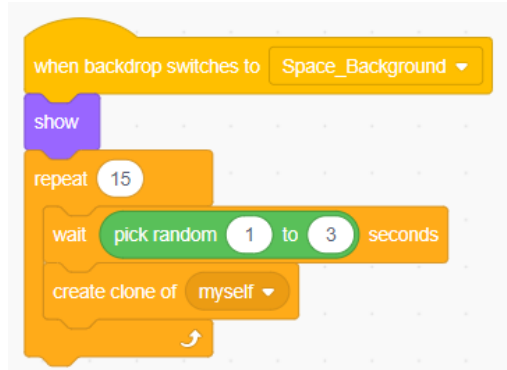 when backdrop switches to Space_Background
show
repeat 15
wait pick random 1 to 3 seconds
create clone of myself